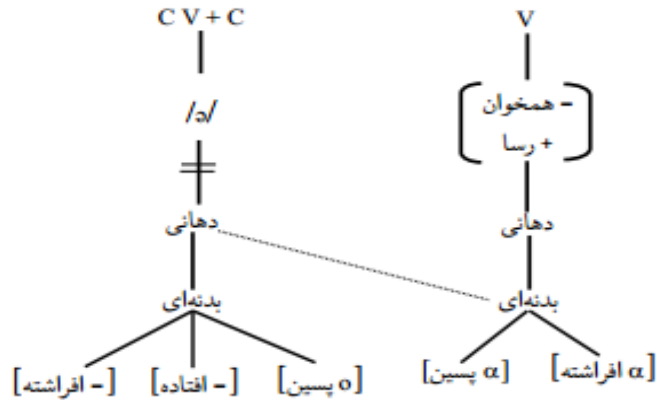 C V + C
V
/ə/
- همخوان
+ رسا
دهانی
دهانی
بدنه‌ای
بدنه‌ای
[- افراشته]
[- افتاده]
[o پسین]
[α پسین]
[α افراشته]